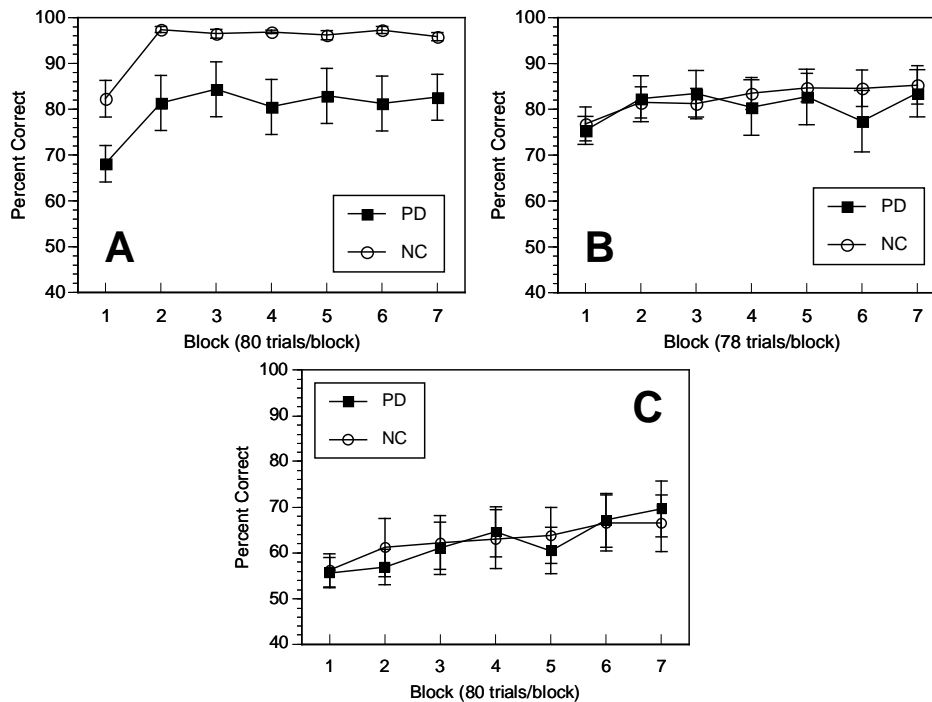 100
90
80
70
60
50
40
Percent Correct
PD
NC
A
1 2 3 4 5 6 7
Block (80 trials/block)
100
90
80
70
60
50
40
Percent Correct
PD
NC
B
1 2 3 4 5 6 7
Block (78 trials/block)
100
90
80
70
60
50
40
Percent Correct
PD
NC
C
1 2 3 4 5 6 7
Block (80 trials/block)